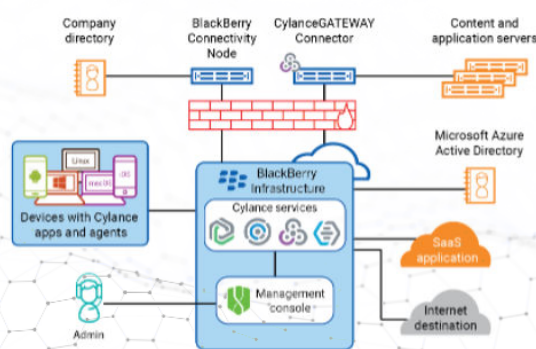 Company
directory
BlackBerry
Connectivity
Node
CylanceGATEWAY
Connector
Content and
application servers
Microsoft Azure
Active Directory
Linux
macOS
iOS
Devices with Cylance
apps and agents
BlackBerry
Infrastructure
Cylance services
SaaS
application
Management
console
Admin
Internet
destination